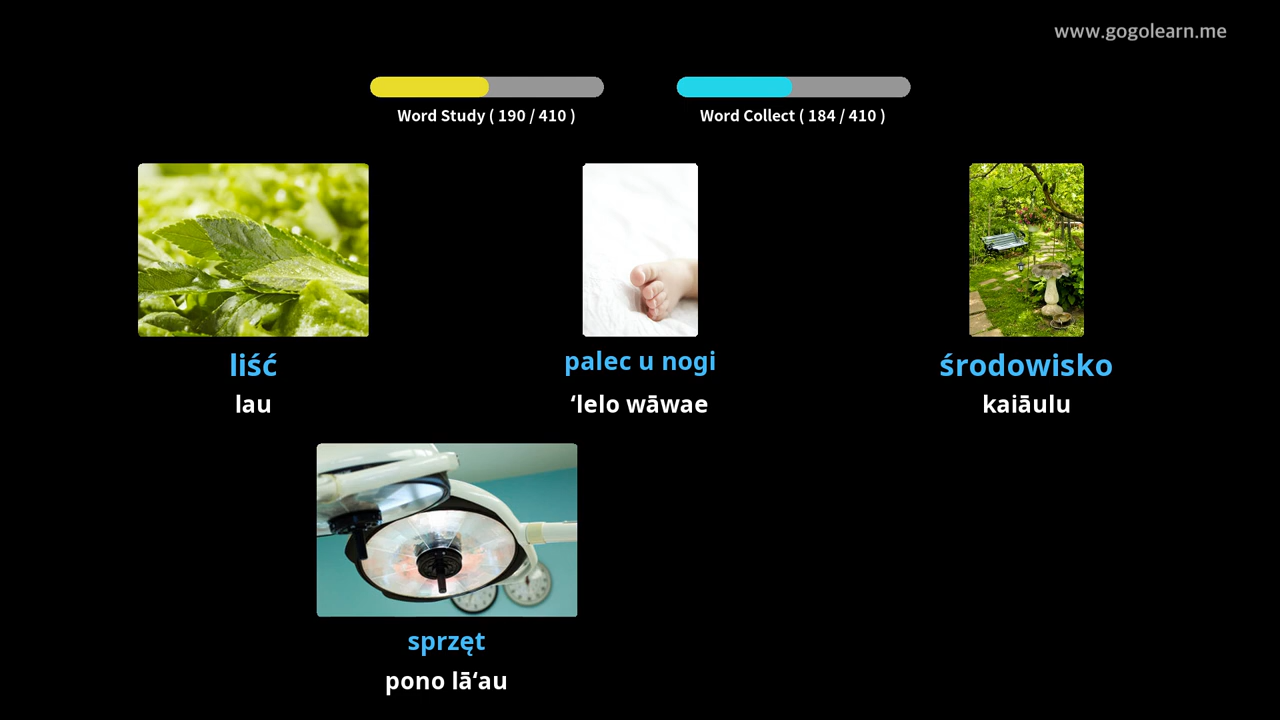 www.gogolearn.me
Word Study ( 190 / 410 )
Word Collect ( 184 / 410 )
liść
palec u nogi
środowisko
lau
ʻlelo wāwae
kaiāulu
sprzęt
pono lāʻau